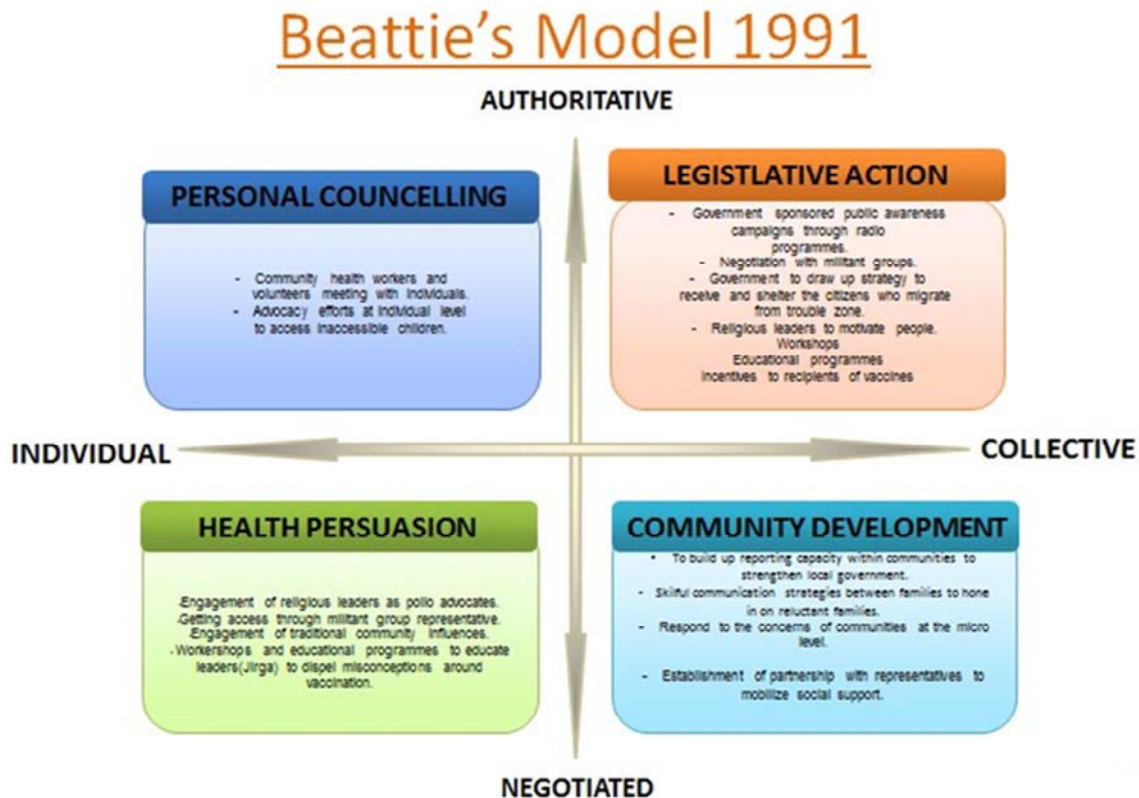 Beattie's Model 1991
AUTHORITATIVE
PERSONAL COUNCELLING
- Community health workers and
volunteers meeting with individuals.
- Advocacy efforts at individual level
to access inaccessible children.
LEGISTLATIVE ACTION
- Government sponsored public awareness
campaigns through radio
programmes.
- Negotiation with militant groups.
- Government to draw up strategy to
receive and shelter the citizens who migrate
from trouble zone.
- Religious leaders to motivate people.
Workshops
Educational programmes
Incentives to recipients of vaccines
INDIVIDUAL
COLLECTIVE
HEALTH PERSUASION
-Engagement of religious leaders as polio advocates.
-Getting access through militant group representative.
-Engagement of traditional community influences.
-Workershops and educational programmes to educate
leaders(Jirga) to dispel misconceptions around
vaccination.
COMMUNITY DEVELOPMENT
• To build up reporting capacity within communities to
strengthen local government.
- Skilful communication strategies between families to hone
in on reluctant families.
- Respond to the concerns of communities at the micro
level.
- Establishment of partnership with representatives to
mobilize social support.
NEGOTIATED